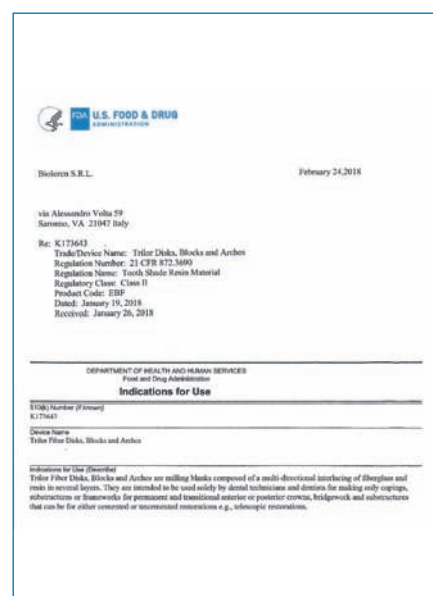 FDA U.S. FOOD & DRUG
ADMINISTRATION
Bioloren S.R.L. February 24,2018
via Alessandro Volta 59
Saronno, VA 21047 Italy
Re: K173643
Trade/Device Name: Trilor Disks, Blocks and Arches
Regulation Number: 21 CFR 872.3690
Regulation Name: Tooth Shade Resin Material
Regulatory Class: Class II
Product Code: EBF
Dated: January 19, 2018
Received: January 26, 2018
DEPARTMENT OF HEALTH AND HUMAN SERVICES
Food and Drug Administration
Indications for Use
510(k) Number (if known)
K173643
Device Name
Trilor Fiber Disks, Blocks and Arches
Indications for Use (Describe)
Trilor Fiber Disks, Blocks and Arches are milling blanks composed of a multi-directional interlacing of fiberglass and
resin in several layers. They are intended to be used solely by dental technicians and dentists for making only copings,
substructures or frameworks for permanent and transitional anterior or posterior crowns, bridgework and substructures
that can be for either cemented or uncemented restorations e.g., telescopic restorations.